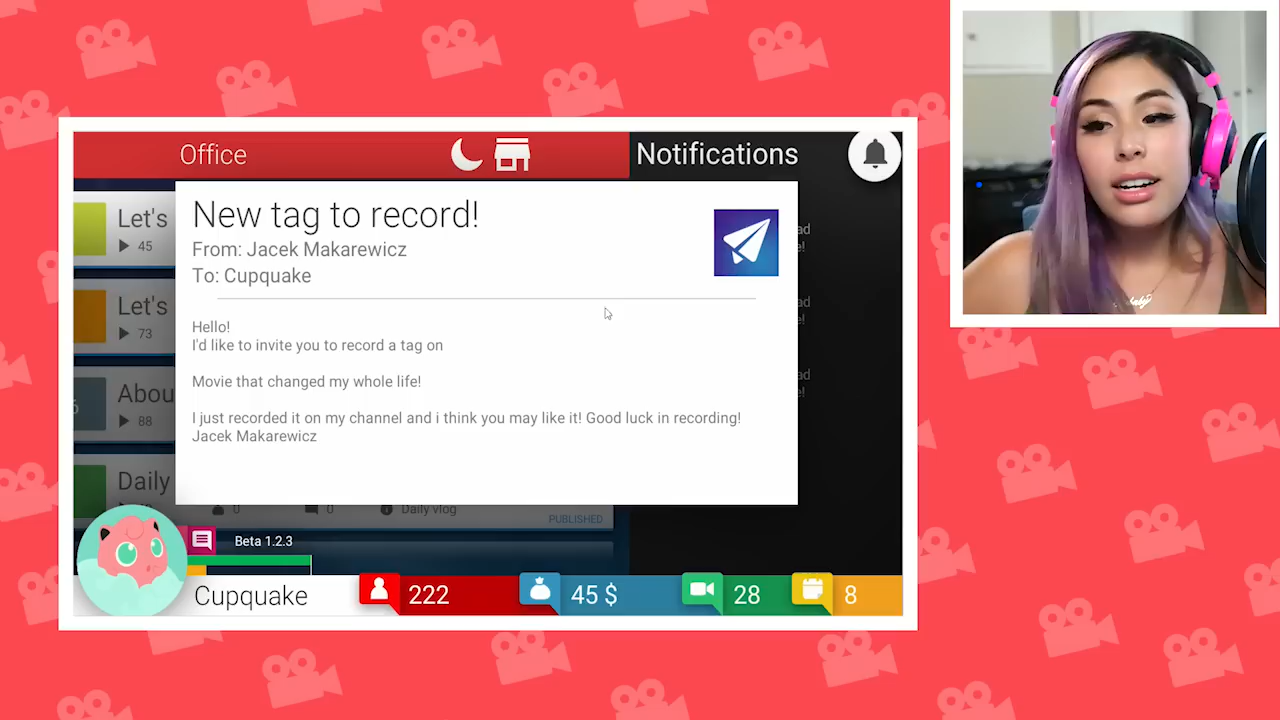 Office
Notifications
New tag to record!
From: Jacek Makarewicz
To: Cupquake
Hello!
I'd like to invite you to record a tag on
Movie that changed my whole life!
I just recorded it on my channel and i think you may like it! Good luck in recording!
Jacek Makarewicz
Let's
45
Let's
73
Abou
88
Daily
0 0 Daily vlog
PUBLISHED
Beta 1.2.3
Cupquake
222
45 $
28
8